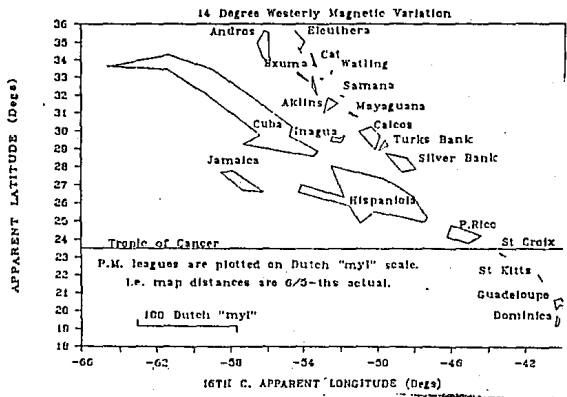 14 Degree Westerly Magnetic Variation
APPARENT LATITUDE (Degs)
36
35
34
33
32
31
30
29
28
27
26
25
24
23
22
21
20
19
18
Andros
Eleuthera
Cat
Exuma
Watling
Samana
Aklins
Mayaguana
Cuba
Inagua
Caicos
Turks Bank
Silver Bank
Jamaica
Hispaniola
P.Rico
Tropic of Cancer
St Croix
P.M. leagues are plotted on Dutch "myl" scale.
St Kitts
i.e. map distances are 6/5-ths actual.
Guadeloupe
100 Dutch "myl"
Dominica
-66 -62 -58 -54 -50 -46 -42
16TH C. APPARENT LONGITUDE (Degs)